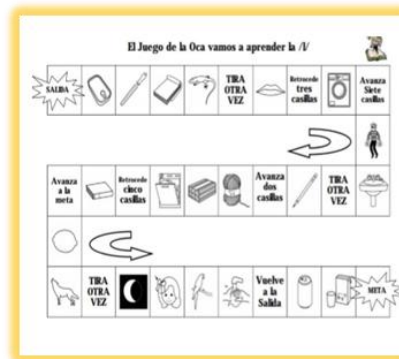 El Juego de la Oca vamos a aprender la /l/
SALIDA
TIRA
OTRA
VEZ
Retrocede
tres
casillas
Avanza
Siete
casillas
Avanza
a la
meta
Retrocede
cinco
casillas
Avanza
dos
casillas
TIRA
OTRA
VEZ
TIRA
OTRA
VEZ
Vuelve
a la
Salida
META